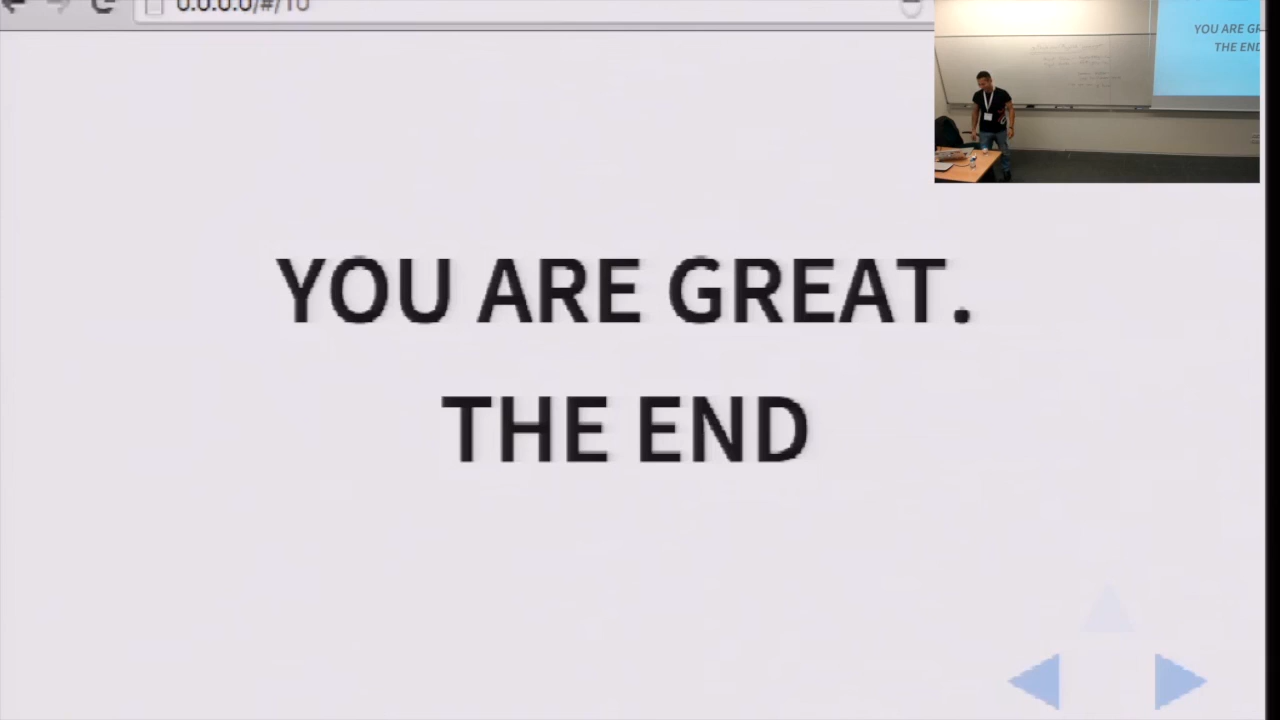 0.0.0.0/#/10
YOU ARE GR
THE END
YOU ARE GREAT.
THE END